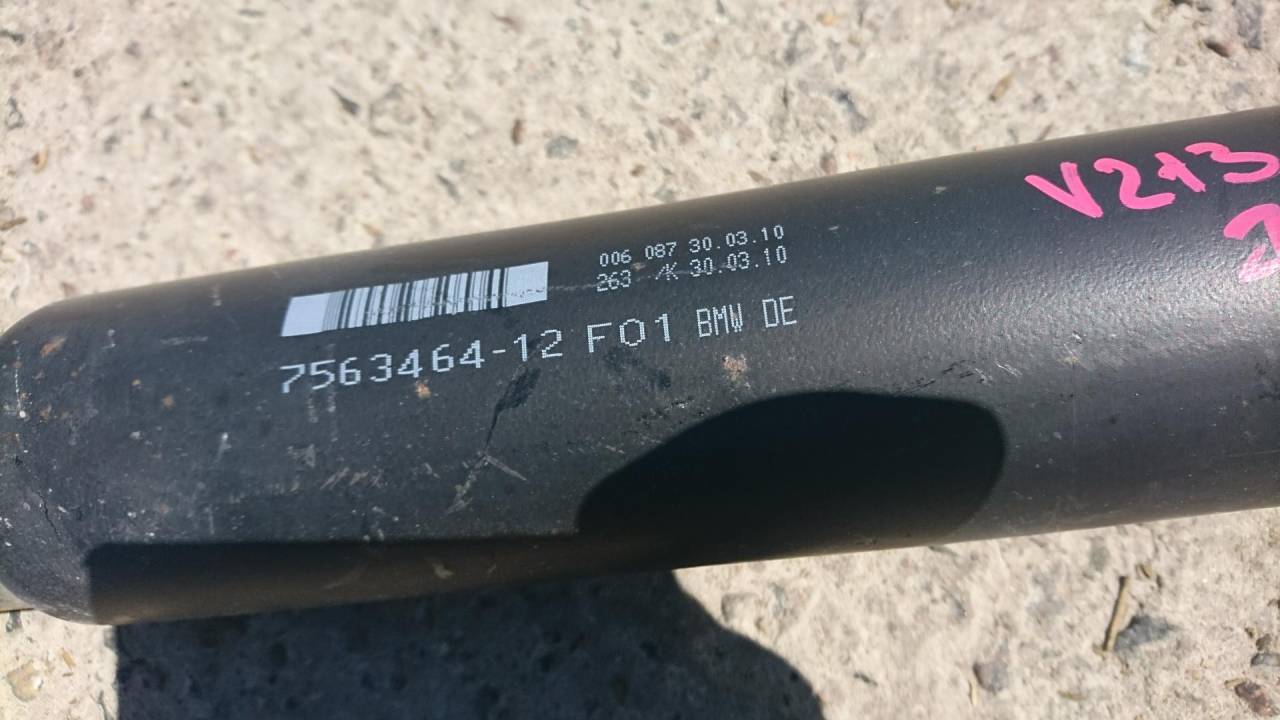 006 087 30.03.10
263 /K 30.03.10
7563464-12 F01 BMW DE
V213